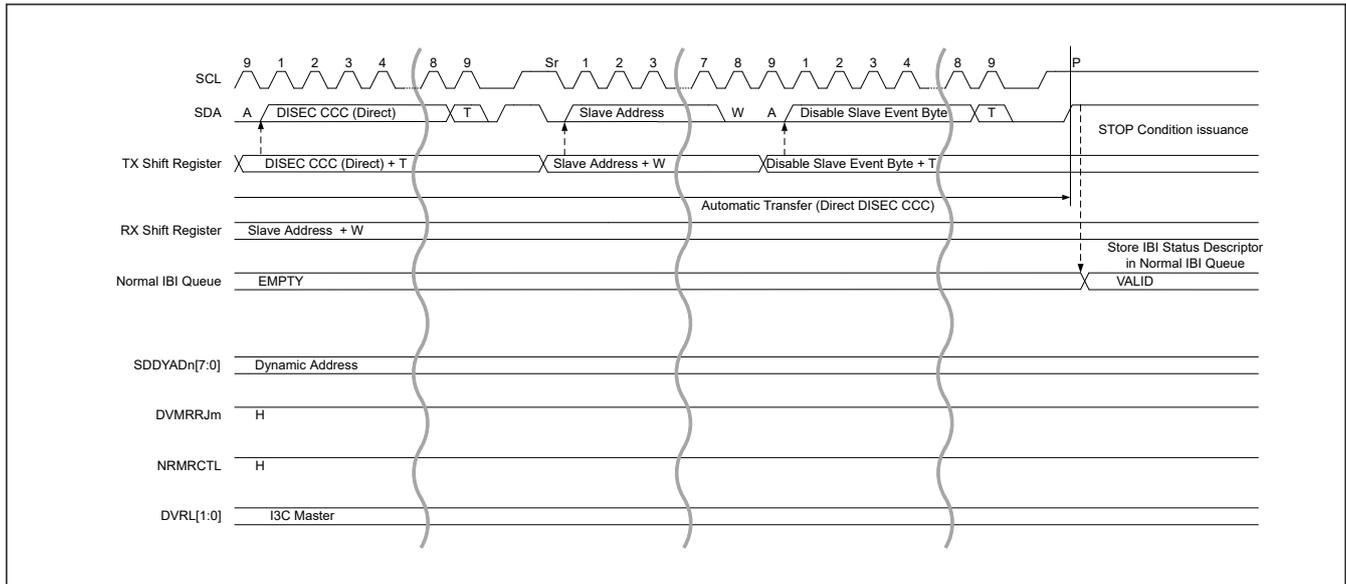 9 1 2 3 4 8 9 Sr 1 2 3 7 8 9 1 2 3 4 8 9 P
SCL
SDA A DISEC CCC (Direct) T Slave Address W A Disable Slave Event Byte T
STOP Condition issuance
TX Shift Register DISEC CCC (Direct) + T Slave Address + W Disable Slave Event Byte + T
Automatic Transfer (Direct DISEC CCC)
RX Shift Register Slave Address + W
Store IBI Status Descriptor
in Normal IBI Queue
Normal IBI Queue EMPTY VALID
SDDYADn[7:0] Dynamic Address
DVMRRJm H
NRMRCTL H
DVRL[1:0] I3C Master